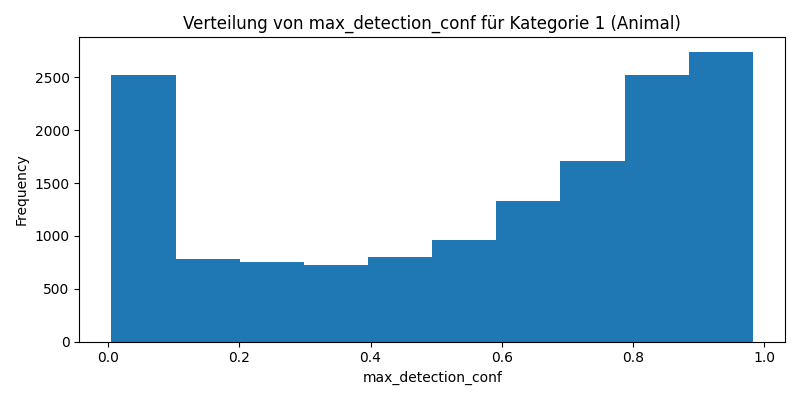 Verteilung von max_detection_conf für Kategorie 1 (Animal)
Frequency
2500
2000
1500
1000
500
0
0.0 0.2 0.4 0.6 0.8 1.0
max_detection_conf